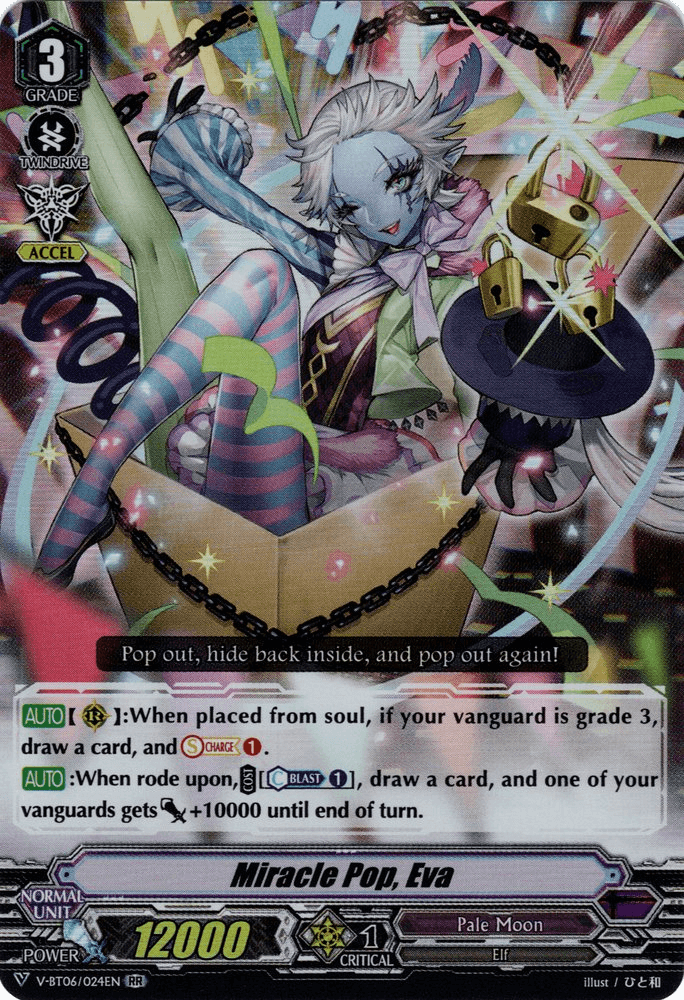 3
GRADE
TWINDRIVE
ACCEL
Pop out, hide back inside, and pop out again!
AUTO【R】:When placed from soul, if your vanguard is grade 3,
draw a card, and S CHARGE 1.
AUTO:When rode upon, COST[C BLAST 1], draw a card, and one of your
vanguards gets +10000 until end of turn.
Miracle Pop, Eva
NORMAL
UNIT
Pale Moon
POWER 12000 1 CRITICAL Elf
V-BT06/024EN RR illust / ひと和